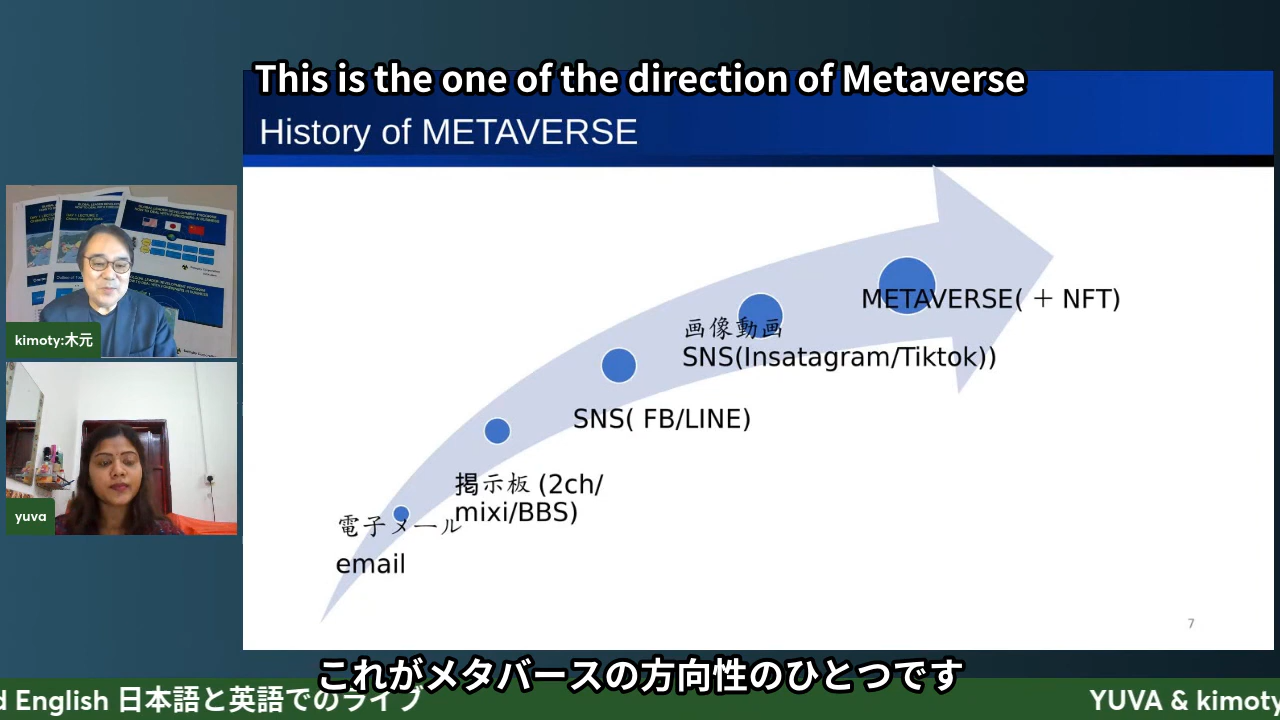 This is the one of the direction of Metaverse
History of METAVERSE
METAVERSE( + NFT)
画像動画
SNS(Insatagram/Tiktok))
SNS( FB/LINE)
掲示板 (2ch/
mixi/BBS)
電子メール
email
7
kimoty:木元
yuva
これがメタバースの方向性のひとつです
d English 日本語と英語でのライブ
YUVA & kimoty